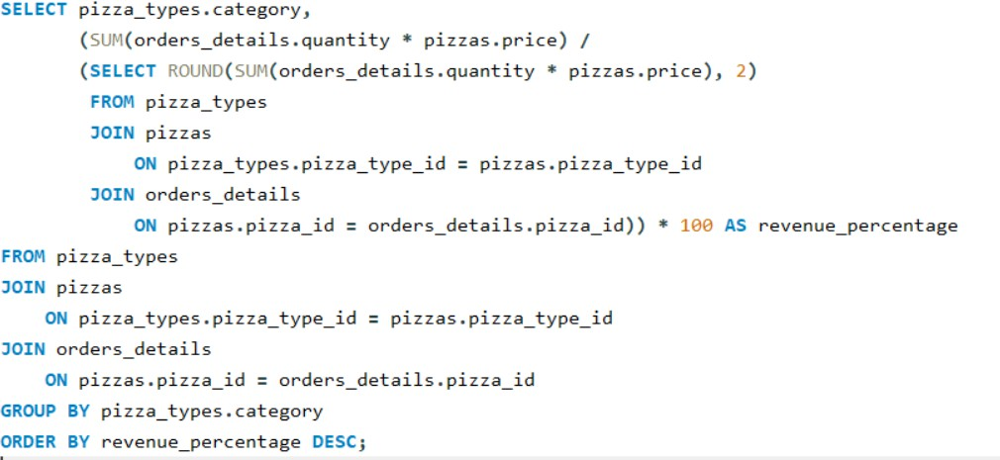 SELECT pizza_types.category,
(SUM(orders_details.quantity * pizzas.price) /
(SELECT ROUND(SUM(orders_details.quantity * pizzas.price), 2)
FROM pizza_types
JOIN pizzas
ON pizza_types.pizza_type_id = pizzas.pizza_type_id
JOIN orders_details
ON pizzas.pizza_id = orders_details.pizza_id)) * 100 AS revenue_percentage
FROM pizza_types
JOIN pizzas
ON pizza_types.pizza_type_id = pizzas.pizza_type_id
JOIN orders_details
ON pizzas.pizza_id = orders_details.pizza_id
GROUP BY pizza_types.category
ORDER BY revenue_percentage DESC;